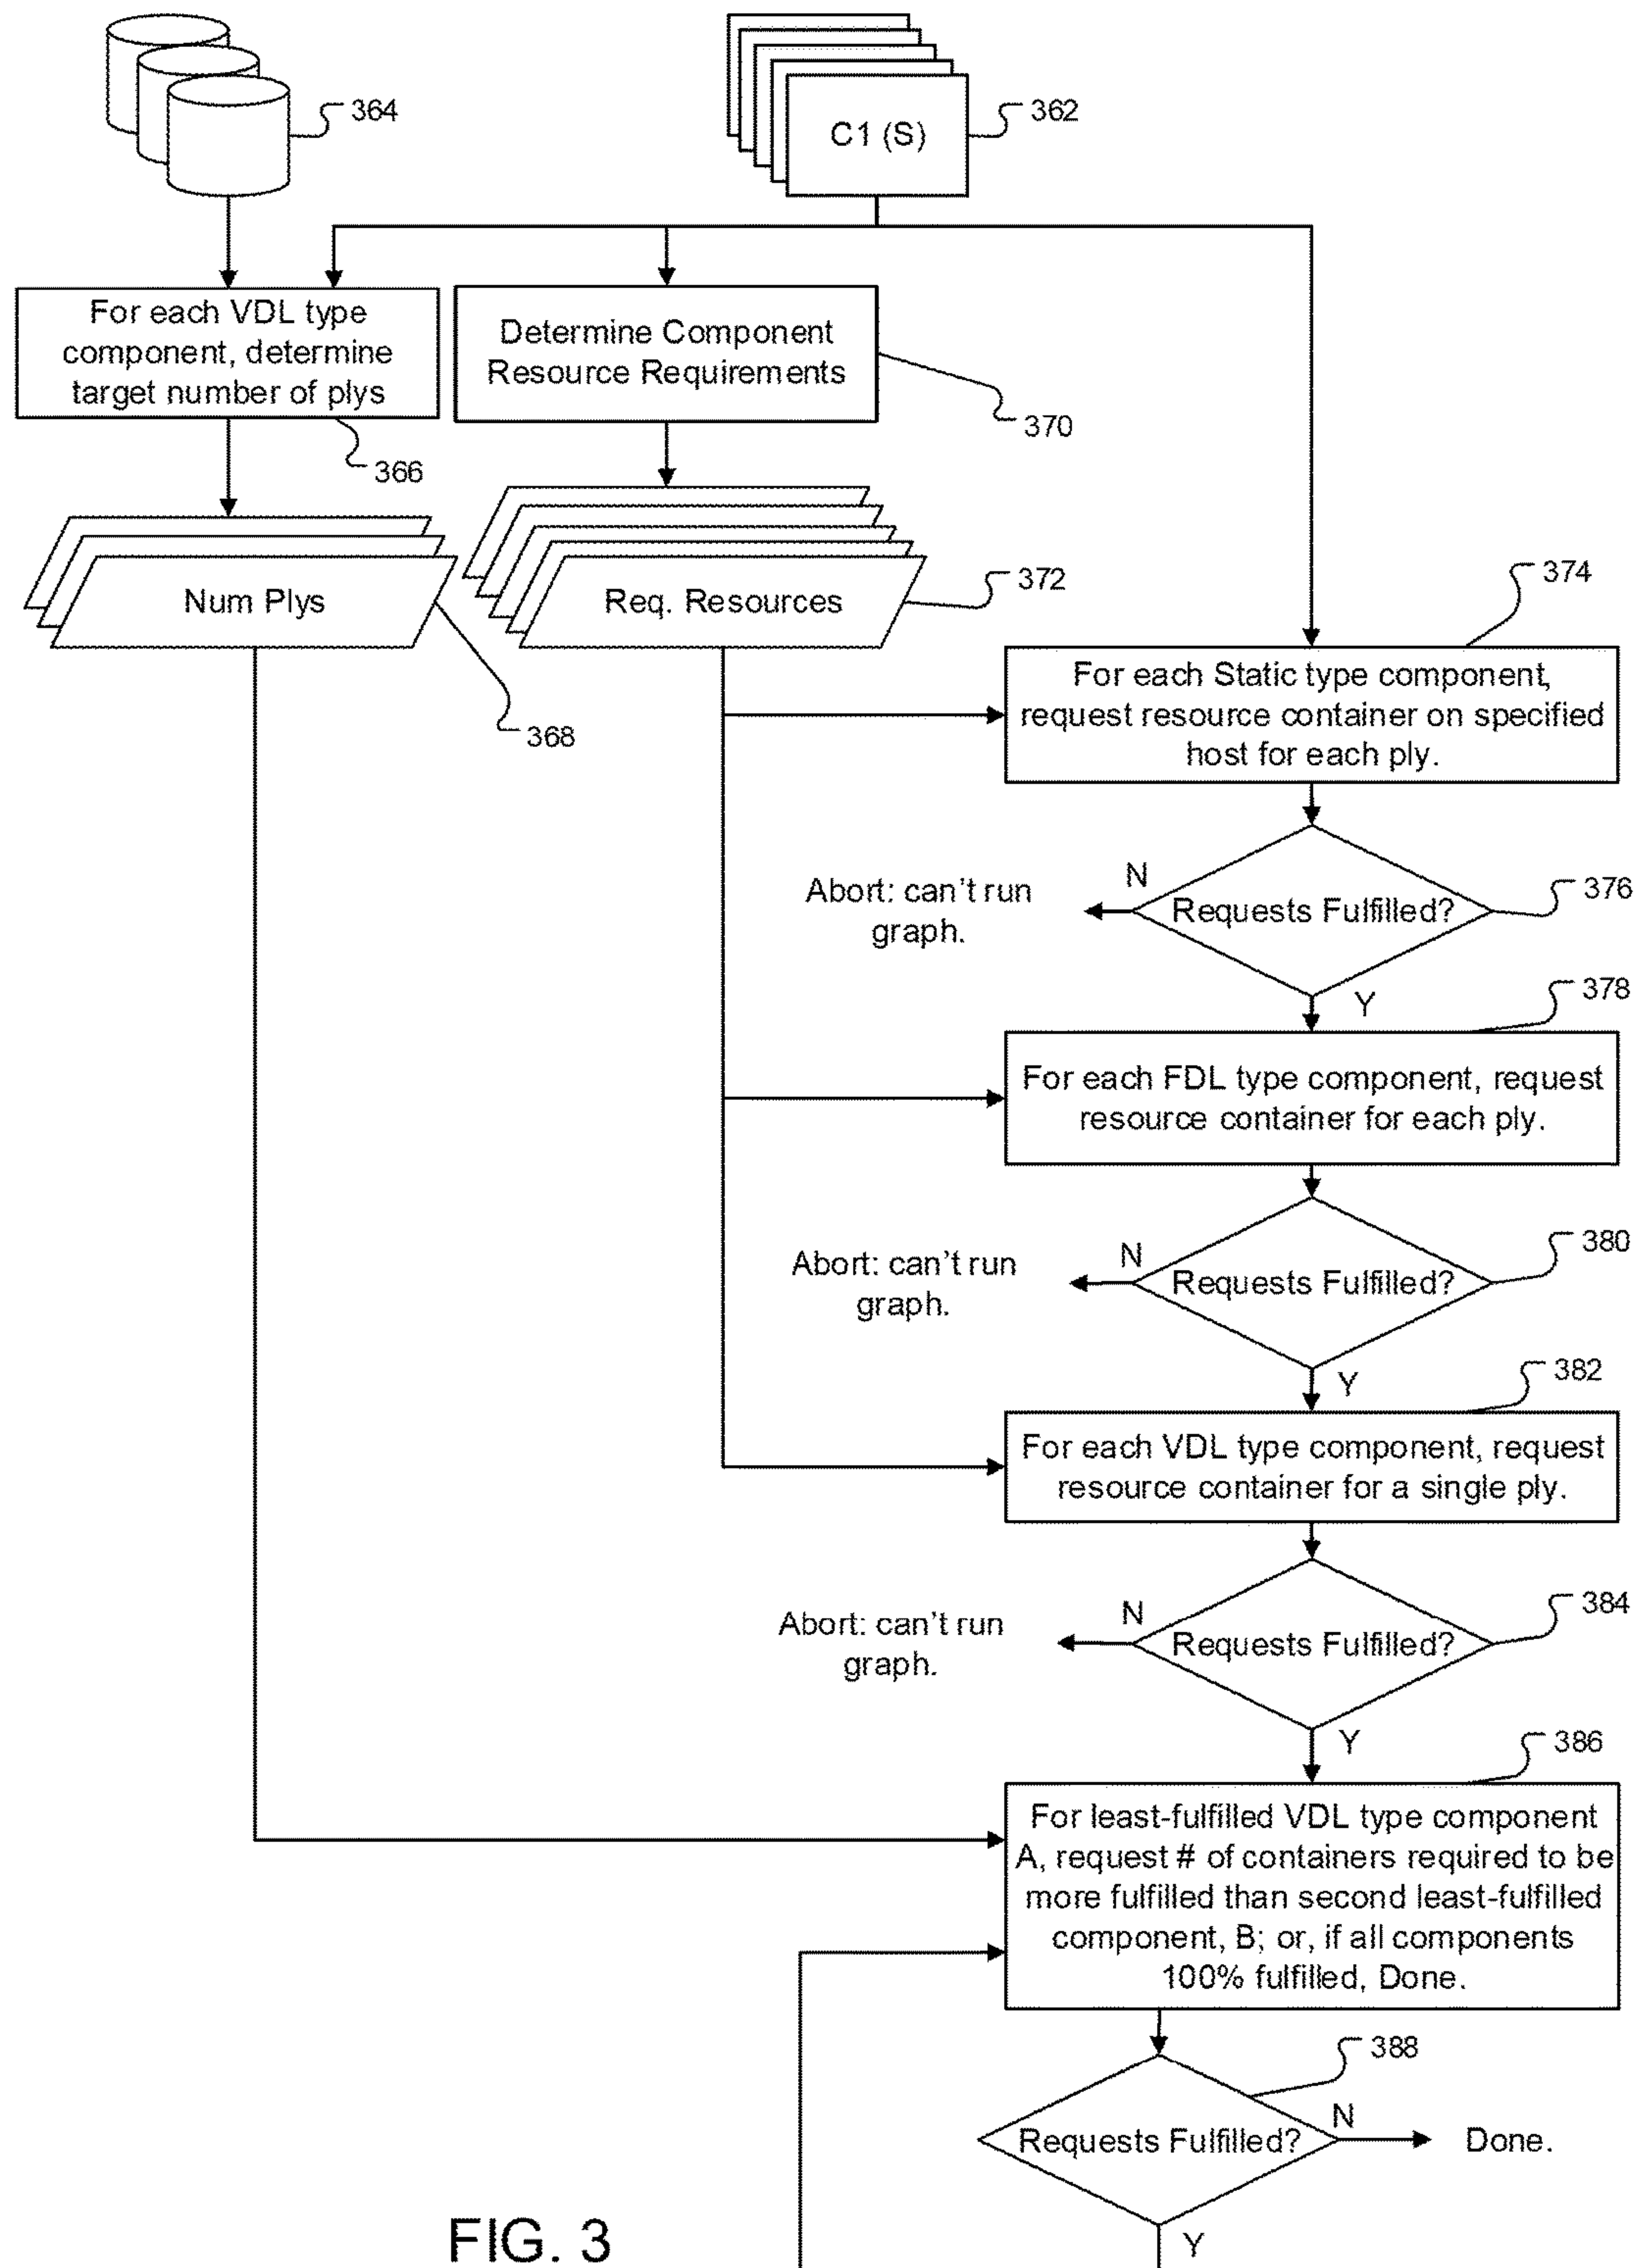 364
C1 (S)
362
For each VDL type
component, determine
target number of plys
366
Determine Component
Resource Requirements
370
Num Plys
368
Req. Resources
372
374
For each Static type component,
request resource container on specified
host for each ply.
N
Requests Fulfilled?
376
Abort: can't run
graph.
Y
378
For each FDL type component, request
resource container for each ply.
N
Requests Fulfilled?
380
Abort: can't run
graph.
Y
382
For each VDL type component, request
resource container for a single ply.
N
Requests Fulfilled?
384
Abort: can't run
graph.
Y
386
For least-fulfilled VDL type component
A, request # of containers required to be
more fulfilled than second least-fulfilled
component, B; or, if all components
100% fulfilled, Done.
388
Requests Fulfilled?
N
Done.
Y
FIG. 3